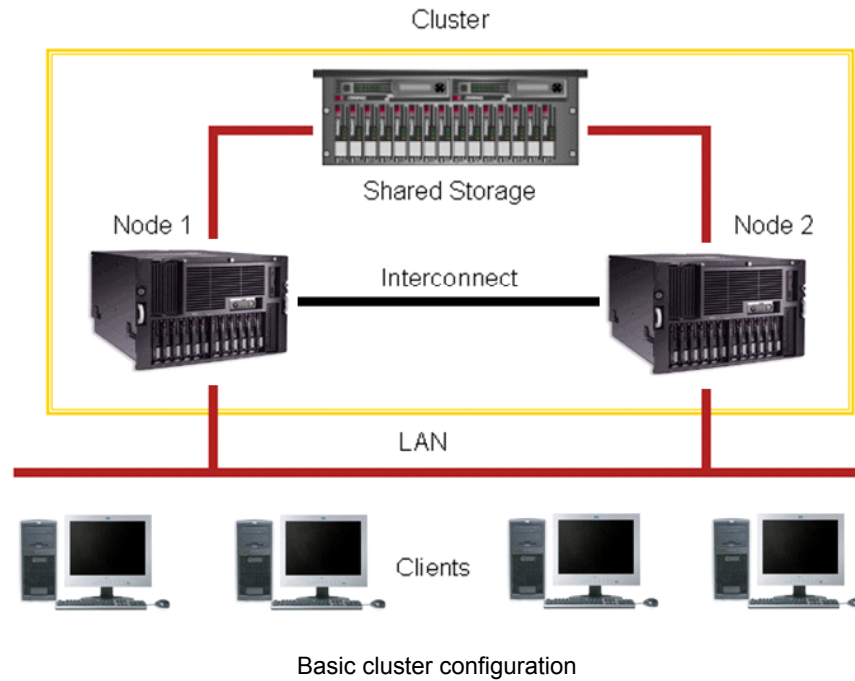 Cluster
Shared Storage
Node 1
Node 2
Interconnect
LAN
Clients
Basic cluster configuration